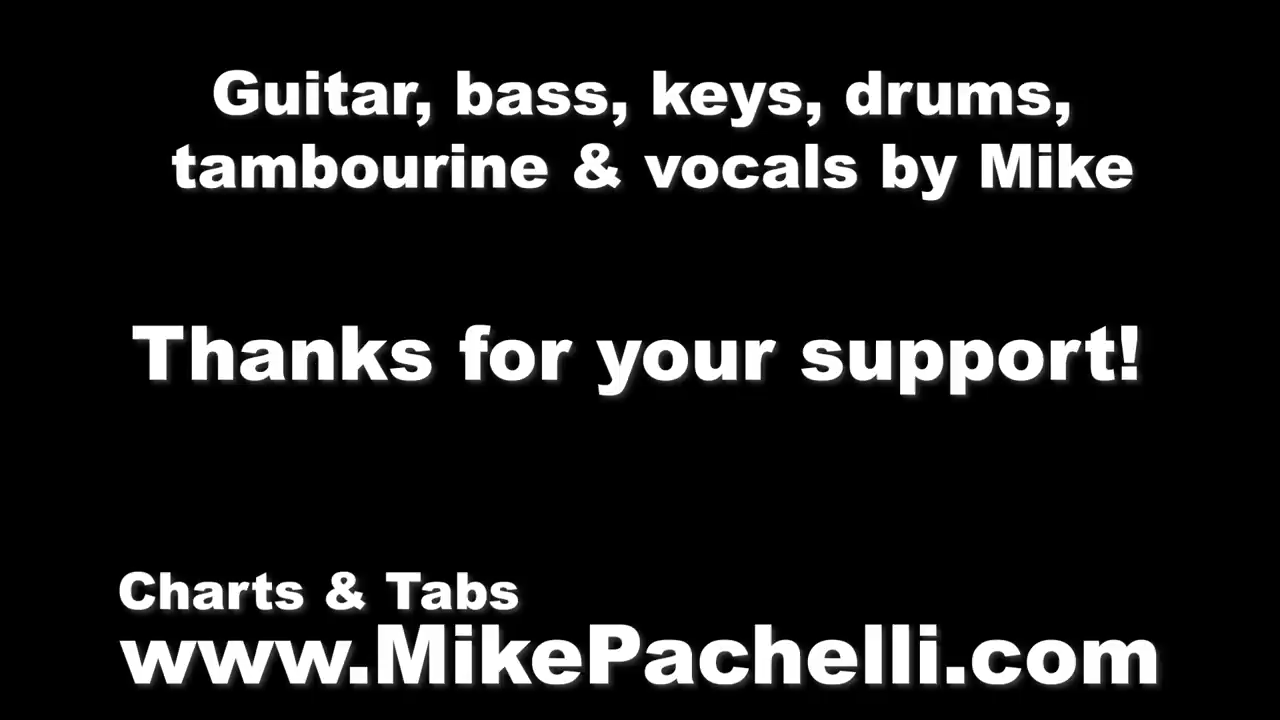 Guitar, bass, keys, drums,
tambourine & vocals by Mike
Thanks for your support!
Charts & Tabs
www.MikePachelli.com